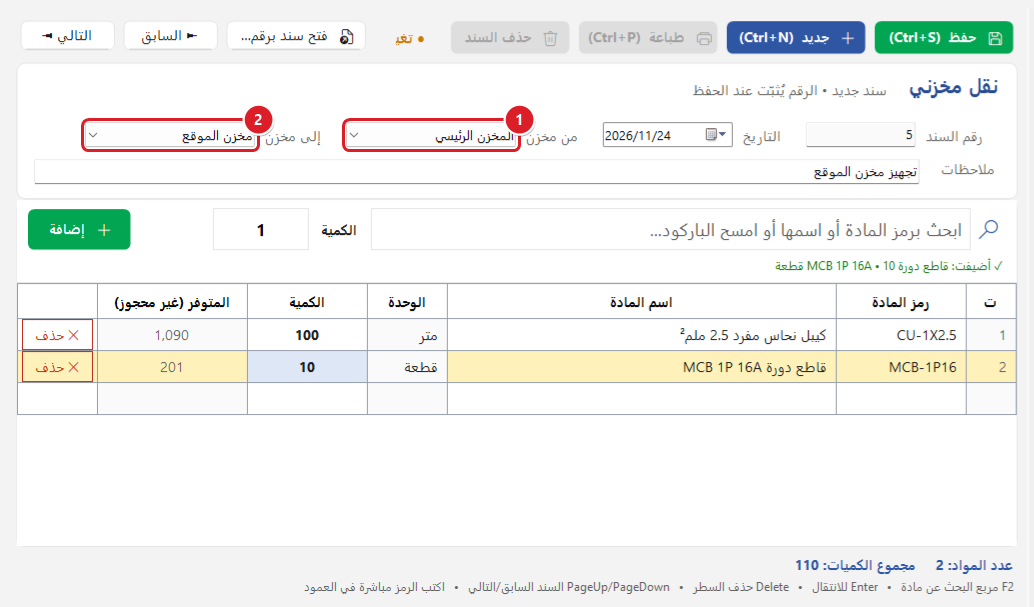 حفظ (Ctrl+S) جديد (Ctrl+N) طباعة (Ctrl+P) حذف السند ● تغي فتح سند برقم... السابق التالي
نقل مخزني سند جديد • الرقم يُثبّت عند الحفظ
1 2
رقم السند 5 التاريخ 2026/11/24 من مخزن المخزن الرئيسي إلى مخزن مخزن الموقع
ملاحظات تجهيز مخزن الموقع
ابحث برمز المادة أو اسمها أو امسح الباركود... الكمية 1 + إضافة
✓ أضيفت: قاطع دورة MCB 1P 16A • 10 قطعة
ت رمز المادة اسم المادة الوحدة الكمية المتوفر (غير محجوز)
1 CU-1X2.5 كيبل نحاس مفرد 2.5 ملم² متر 100 1,090 حذف
2 MCB-1P16 قاطع دورة MCB 1P 16A قطعة 10 201 حذف
عدد المواد: 2 مجموع الكميات: 110
F2 مربع البحث عن مادة • Enter للانتقال • Delete حذف السطر • PageUp/PageDown السند السابق/التالي • اكتب الرمز مباشرة في العمود